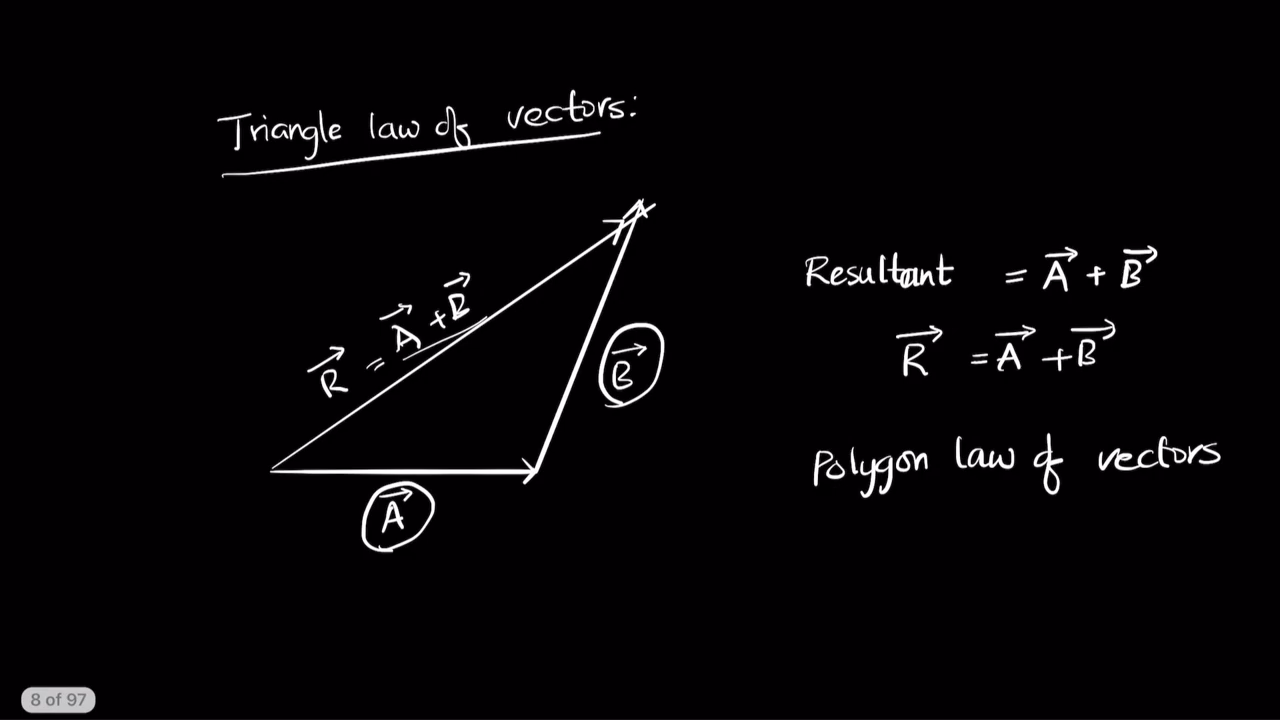 Triangle law of vectors:
R⃗ = A⃗ + B⃗
B⃗
A⃗
Resultant = A⃗ + B⃗
R⃗ = A⃗ + B⃗
Polygon law of vectors
8 of 97